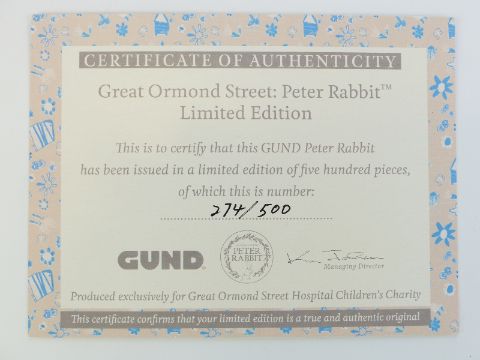 CERTIFICATE OF AUTHENTICITY
Great Ormond Street: Peter Rabbit™
Limited Edition
This is to certify that this GUND Peter Rabbit
has been issued in a limited edition of five hundred pieces,
of which this is number:
274/500
GUND
PETER
RABBIT
Managing Director
Produced exclusively for Great Ormond Street Hospital Children's Charity
This certificate confirms that your limited edition is a true and authentic original